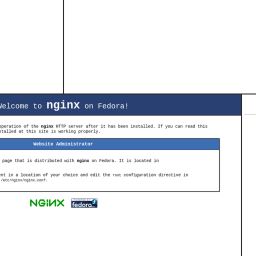 Welcome to nginx on Fedora!
operation of the nginx HTTP server after it has been installed. If you can read this
nstalled at this site is working properly.
Website Administrator
page that is distributed with nginx on Fedora. It is located in
ent in a location of your choice and edit the root configuration directive in
/etc/nginx/nginx.conf.
NGINX
fedora